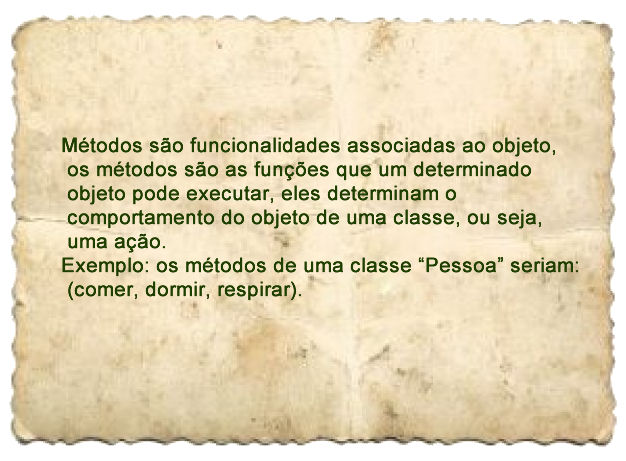 Métodos são funcionalidades associadas ao objeto,
os métodos são as funções que um determinado
objeto pode executar, eles determinam o
comportamento do objeto de uma classe, ou seja,
uma ação.
Exemplo: os métodos de uma classe “Pessoa” seriam:
(comer, dormir, respirar).